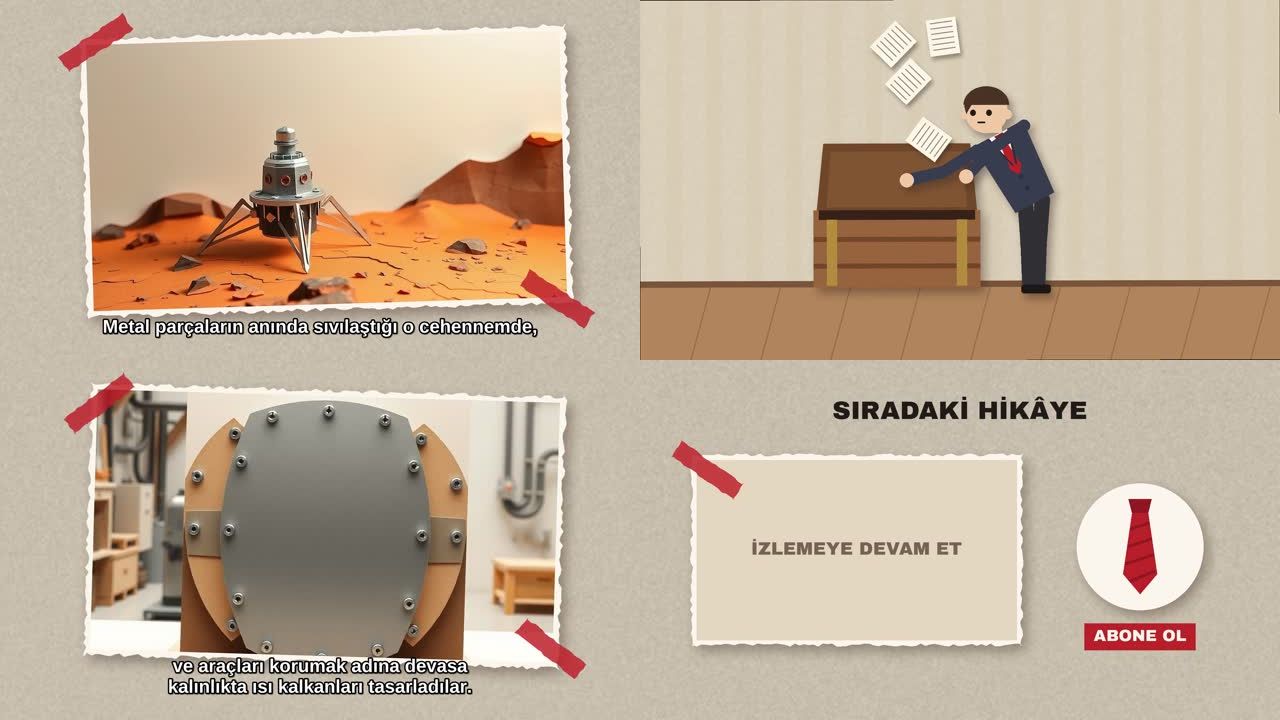 Metal parçaların anında sıvılaştığı o cehennemde,
ve araçları korumak adına devasa
kalınlıkta ısı kalkanları tasarladılar.
SIRADAKİ HİKÂYE
İZLEMEYE DEVAM ET
ABONE OL